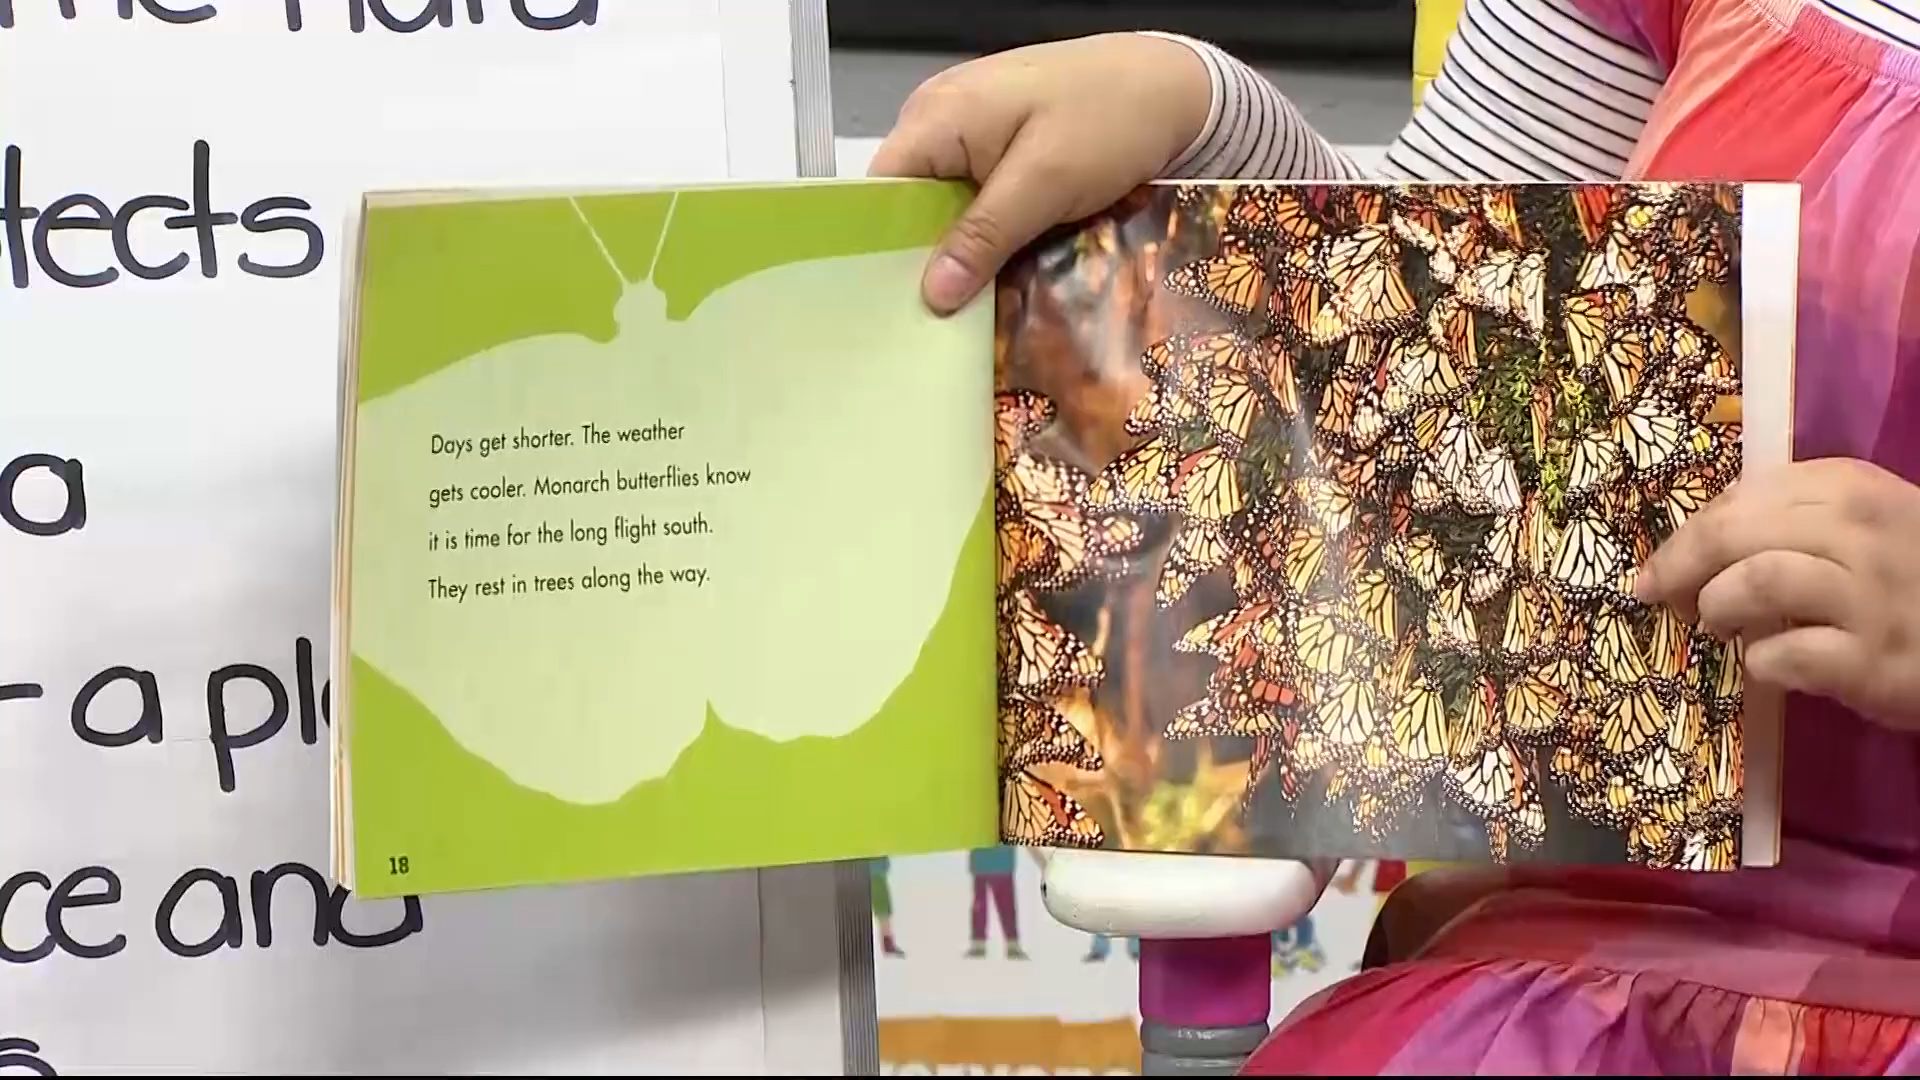 tects
a
- a pl
ce and
Days get shorter. The weather
gets cooler. Monarch butterflies know
it is time for the long flight south.
They rest in trees along the way.
18